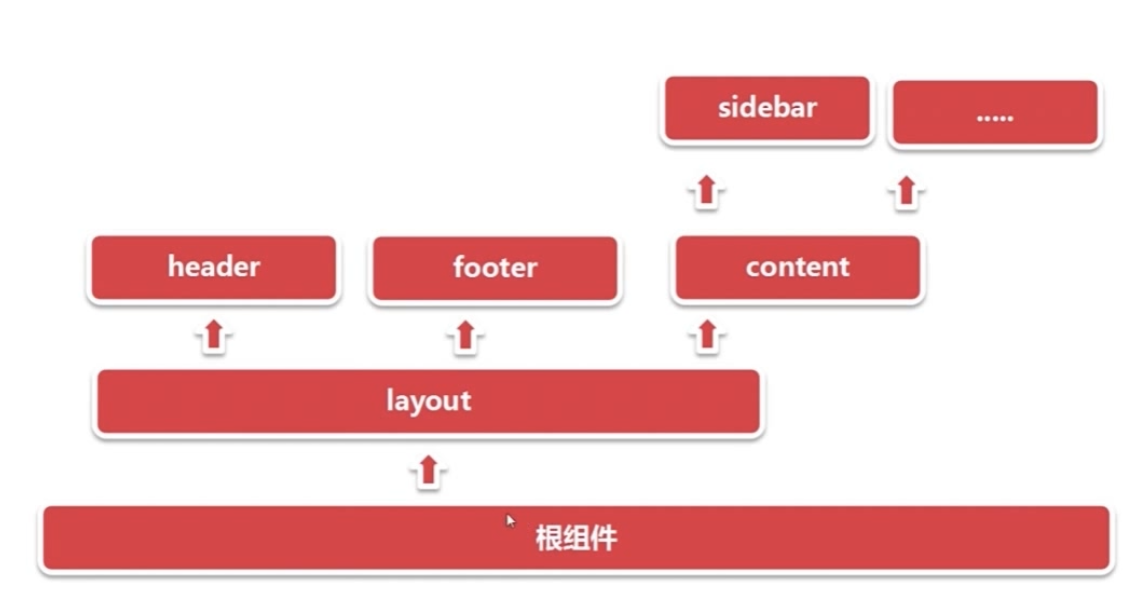 sidebar
.....
header
footer
content
layout
根组件